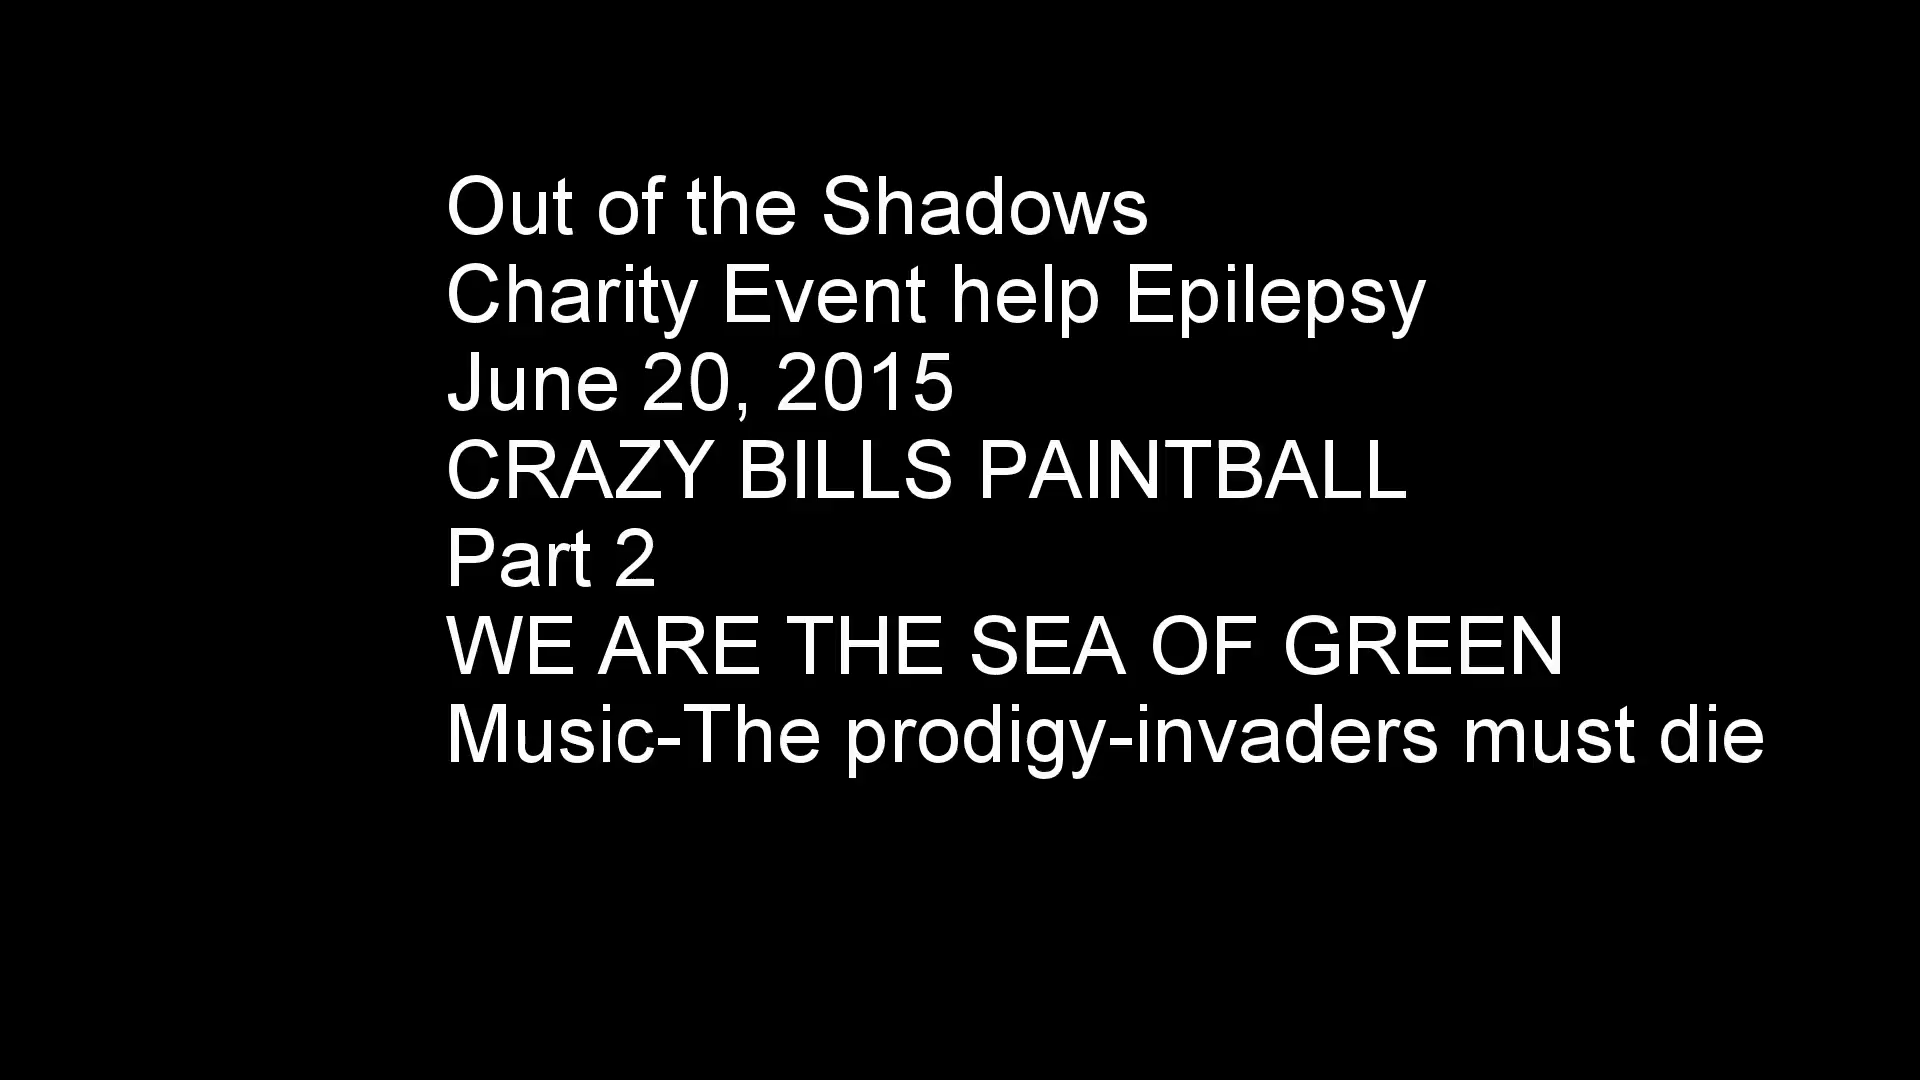 Out of the Shadows
Charity Event help Epilepsy
June 20, 2015
CRAZY BILLS PAINTBALL
Part 2
WE ARE THE SEA OF GREEN
Music-The prodigy-invaders must die